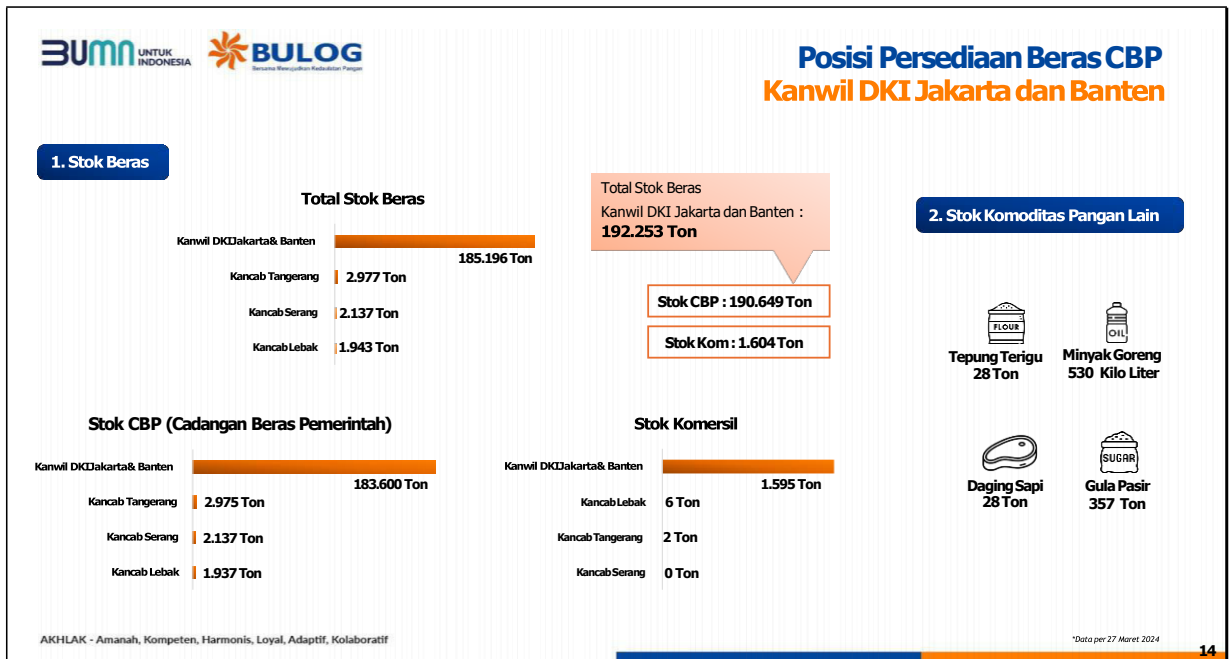 BUMN UNTUK
INDONESIA
BULOG
Bersama Mewujudkan Kedaulatan Pangan
Posisi Persediaan Beras CBP
Kanwil DKI Jakarta dan Banten
1. Stok Beras
Total Stok Beras
Kanwil DKI Jakarta & Banten
185.196 Ton
Kancab Tangerang 2.977 Ton
Kancab Serang 2.137 Ton
Kancab Lebak 1.943 Ton
Total Stok Beras
Kanwil DKI Jakarta dan Banten :
192.253 Ton
Stok CBP : 190.649 Ton
Stok Kom : 1.604 Ton
2. Stok Komoditas Pangan Lain
FLOUR
Tepung Terigu
28 Ton
OIL
Minyak Goreng
530 Kilo Liter
Daging Sapi
28 Ton
SUGAR
Gula Pasir
357 Ton
Stok CBP (Cadangan Beras Pemerintah)
Kanwil DKI Jakarta & Banten
183.600 Ton
Kancab Tangerang 2.975 Ton
Kancab Serang 2.137 Ton
Kancab Lebak 1.937 Ton
Stok Komersil
Kanwil DKI Jakarta & Banten
1.595 Ton
Kancab Lebak 6 Ton
Kancab Tangerang 2 Ton
Kancab Serang 0 Ton
AKHLAK - Amanah, Kompeten, Harmonis, Loyal, Adaptif, Kolaboratif
*Data per 27 Maret 2024
14